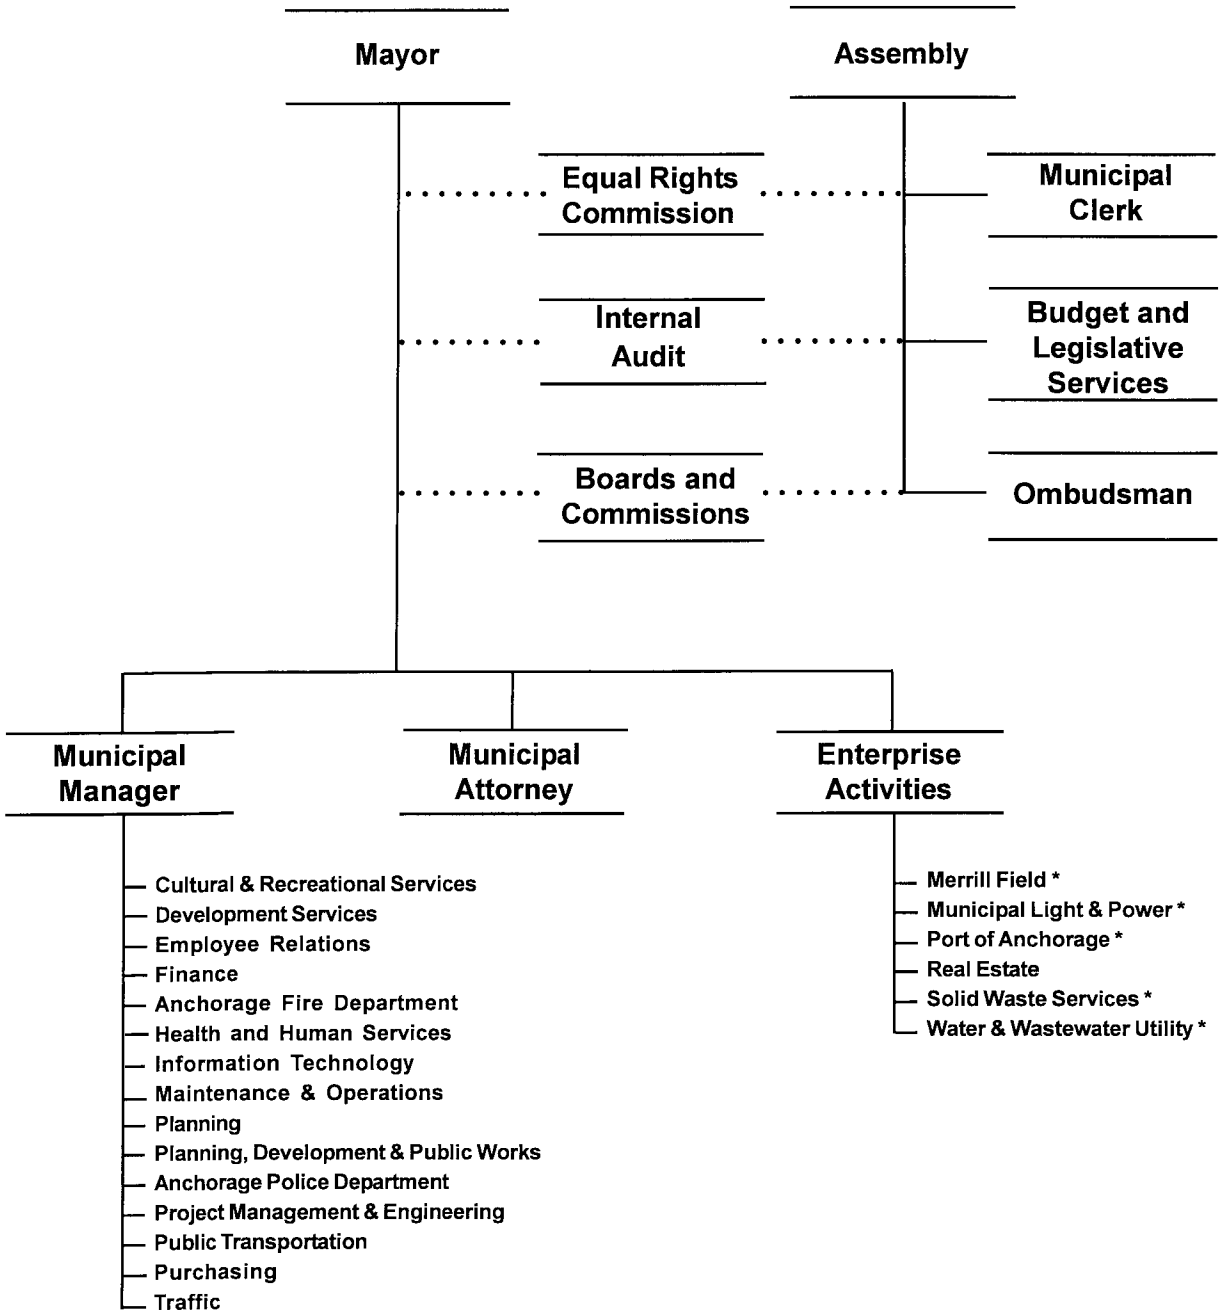 Mayor
Assembly
Equal Rights
Commission
Municipal
Clerk
Internal
Audit
Budget and
Legislative
Services
Boards and
Commissions
Ombudsman
Municipal
Manager
Municipal
Attorney
Enterprise
Activities
Cultural & Recreational Services
Development Services
Employee Relations
Finance
Anchorage Fire Department
Health and Human Services
Information Technology
Maintenance & Operations
Planning
Planning, Development & Public Works
Anchorage Police Department
Project Management & Engineering
Public Transportation
Purchasing
Traffic
Merrill Field *
Municipal Light & Power *
Port of Anchorage *
Real Estate
Solid Waste Services *
Water & Wastewater Utility *